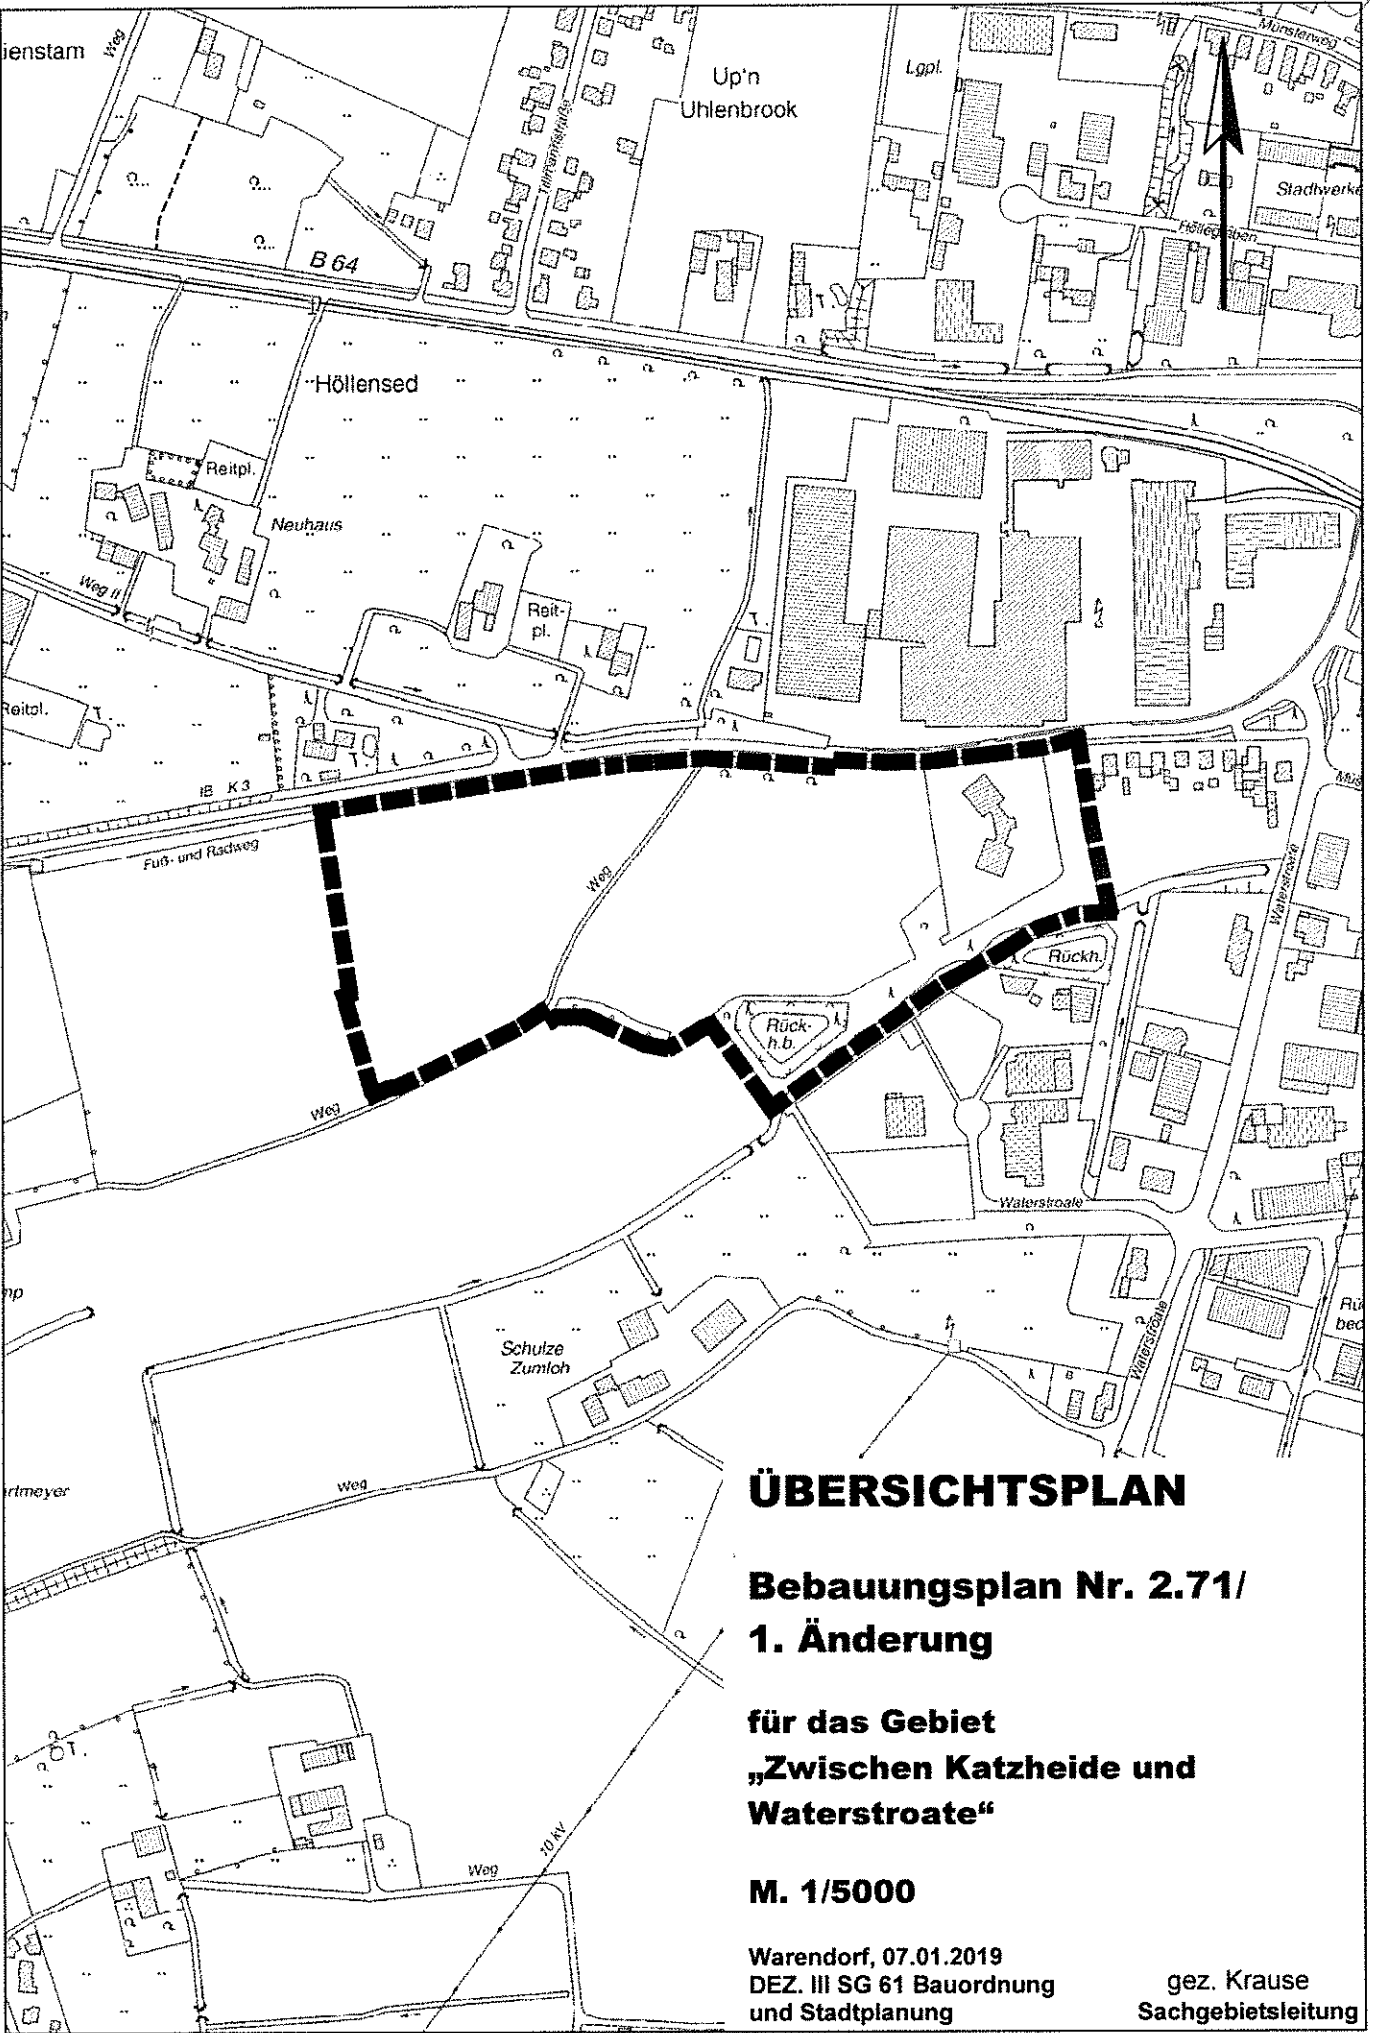 ienstam
Weg
Up'n
Uhlenbrook
Lgpl.
Münsterweg
Stadtwerke
B 64
Höllensed
Reitpl.
Neuhaus
Weg II
Reit-
pl.
T.
IB K 3
Fuß- und Radweg
Weg
Waterstroate
Rückh.
Rück-
h.b.
Weg
Waterstroate
Schulze
Zumloh
Waterstroate
Weg
rtmeyer
10 kV
Weg
T.
ÜBERSICHTSPLAN
Bebauungsplan Nr. 2.71/
1. Änderung
für das Gebiet
„Zwischen Katzheide und
Waterstroate“
M. 1/5000
Warendorf, 07.01.2019
DEZ. III SG 61 Bauordnung
und Stadtplanung
gez. Krause
Sachgebietsleitung